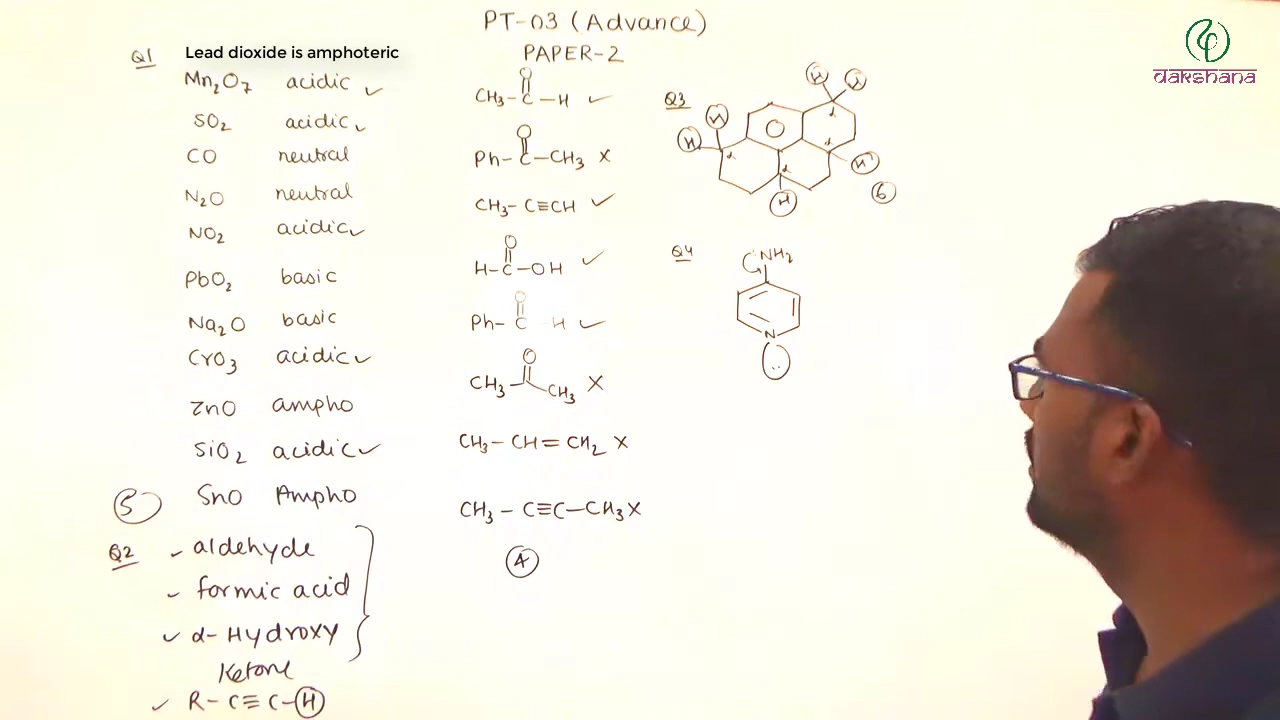 PT-03 (Advance)
PAPER-2
dakshana
Q1 Lead dioxide is amphoteric
Mn2O7 acidic ✓
SO2 acidic ✓
CO neutral
N2O neutral
NO2 acidic ✓
PbO2 basic
Na2O basic
CrO3 acidic ✓
ZnO ampho
SiO2 acidic ✓
5 SnO Ampho
Q2 ✓ aldehyde
✓ formic acid
✓ α-Hydroxy
Ketone
✓ R-C≡C-H
O
CH3-C-H ✓
O
Ph-C-CH3 X
CH3-C≡CH ✓
O
H-C-OH ✓
O
Ph-C-H ✓
O
CH3 CH3 X
CH3-CH=CH2 X
CH3-C≡C-CH3 X
4
Q3
H H
H
H
α α
α α
H
H
6
Q4
NH2
N